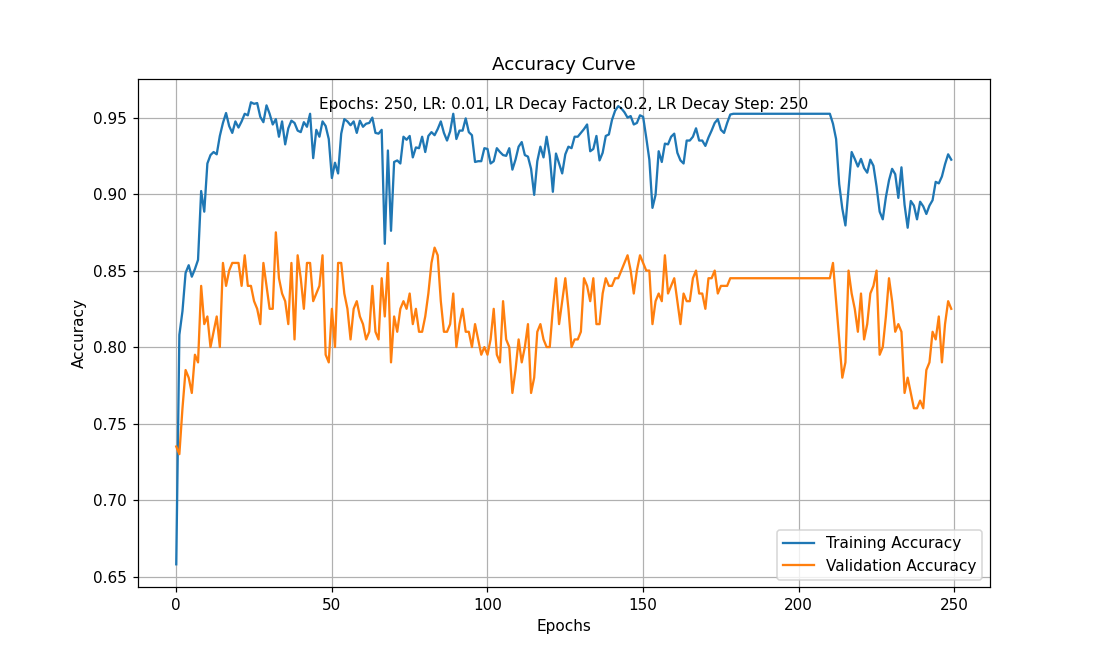 Accuracy Curve
Epochs: 250, LR: 0.01, LR Decay Factor:0.2, LR Decay Step: 250
0.95
0.90
0.85
0.80
0.75
0.70
0.65
Accuracy
Training Accuracy
Validation Accuracy
0 50 100 150 200 250
Epochs